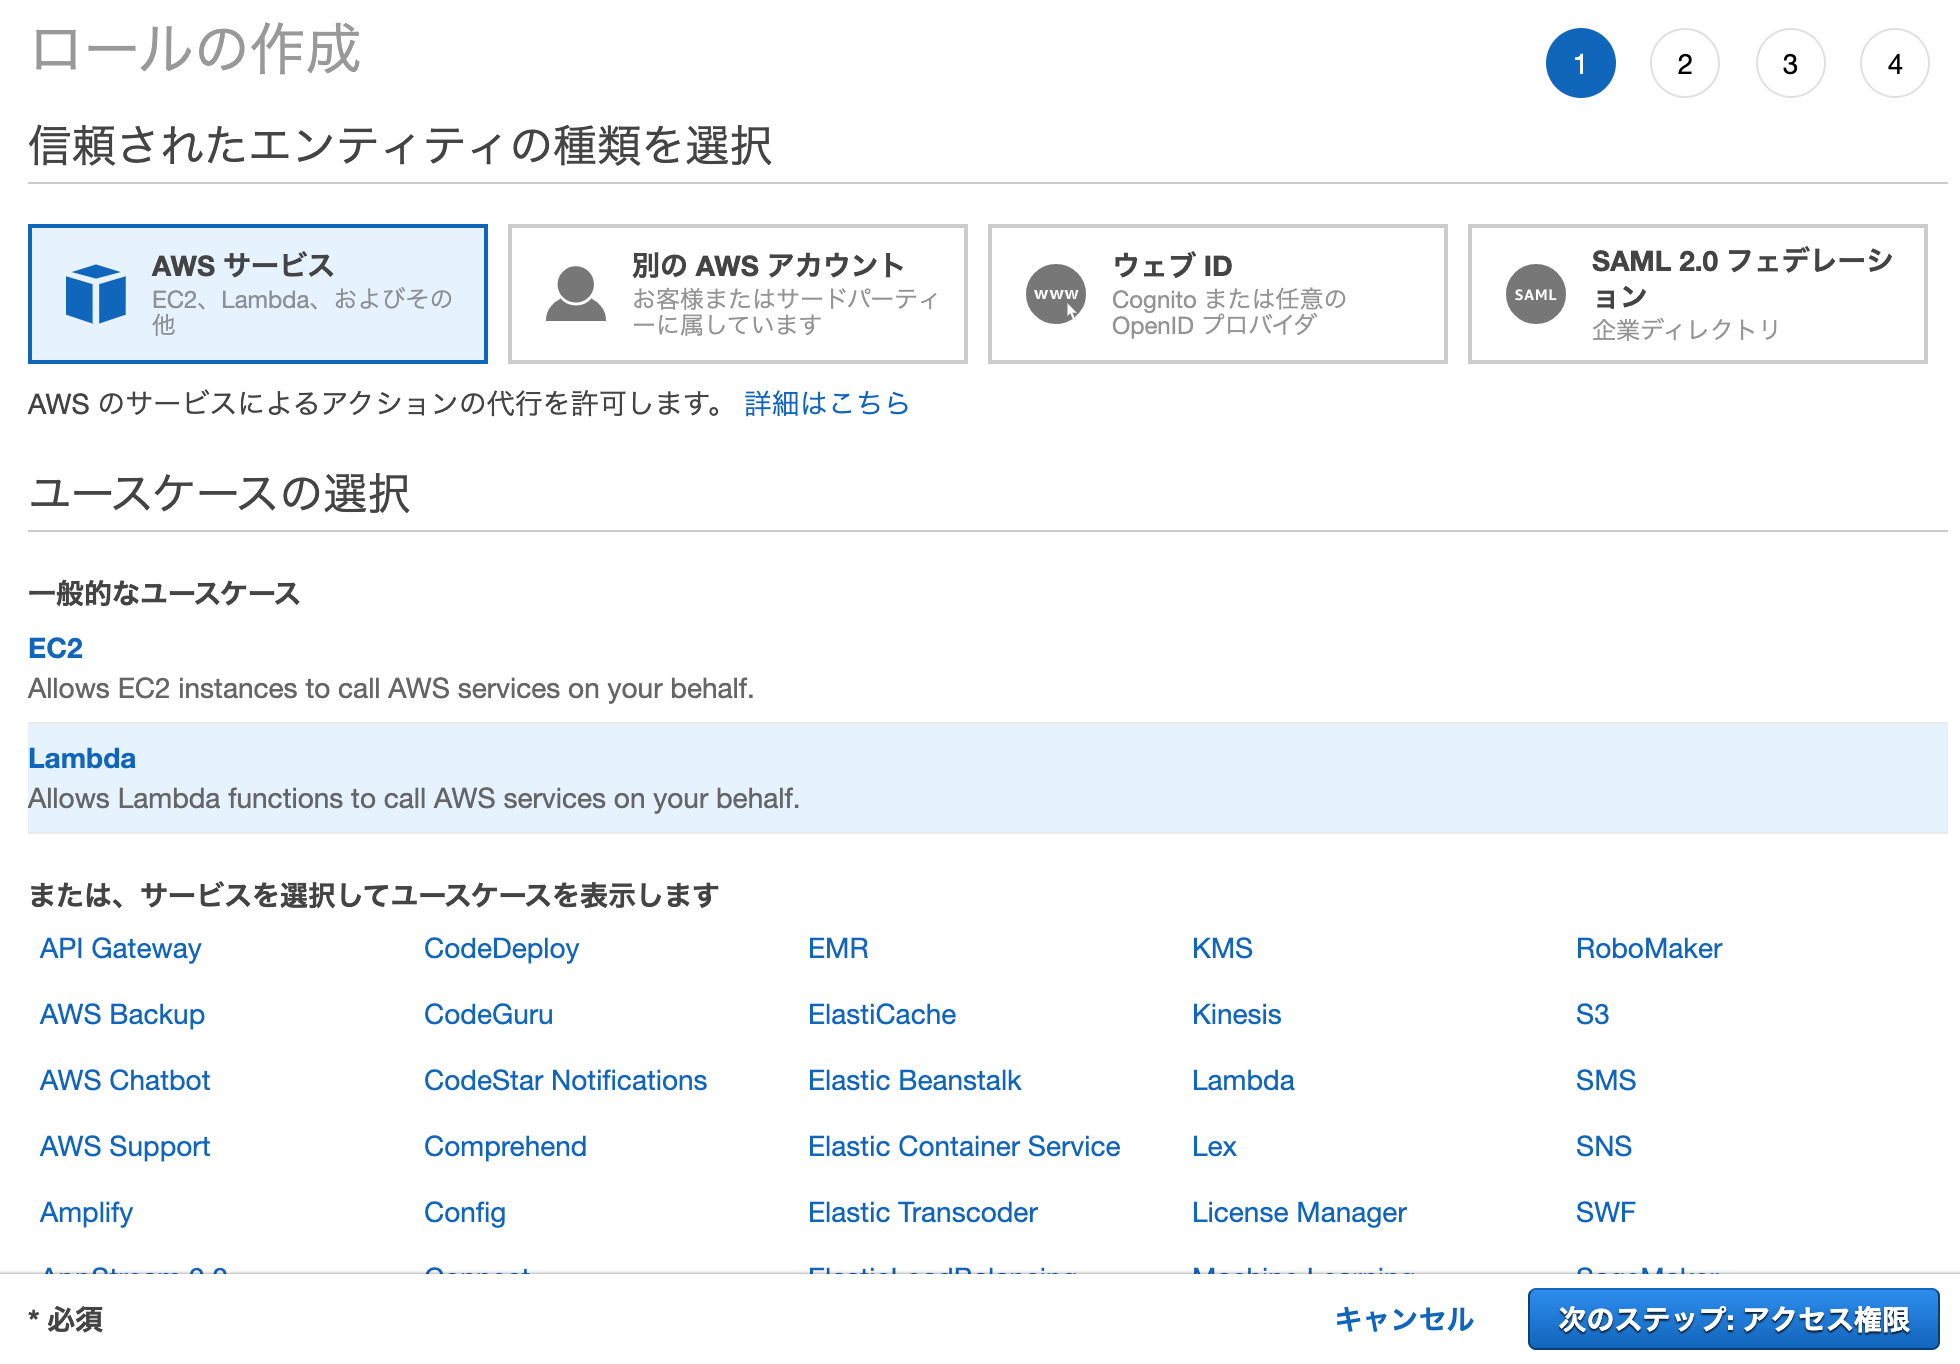 ロールの作成
1 2 3 4
信頼されたエンティティの種類を選択
AWS サービス
EC2、Lambda、およびその
他
別の AWS アカウント
お客様またはサードパーティ
ーに属しています
WWW
ウェブ ID
Cognito または任意の
OpenID プロバイダ
SAML
SAML 2.0 フェデレーシ
ョン
企業ディレクトリ
AWS のサービスによるアクションの代行を許可します。 詳細はこちら
ユースケースの選択
一般的なユースケース
EC2
Allows EC2 instances to call AWS services on your behalf.
Lambda
Allows Lambda functions to call AWS services on your behalf.
または、サービスを選択してユースケースを表示します
API Gateway CodeDeploy EMR KMS RoboMaker
AWS Backup CodeGuru ElastiCache Kinesis S3
AWS Chatbot CodeStar Notifications Elastic Beanstalk Lambda SMS
AWS Support Comprehend Elastic Container Service Lex SNS
Amplify Config Elastic Transcoder License Manager SWF
AppStream 2.0 Connect ElasticLoadBalancing Machine Learning SageMaker
* 必須
キャンセル
次のステップ: アクセス権限